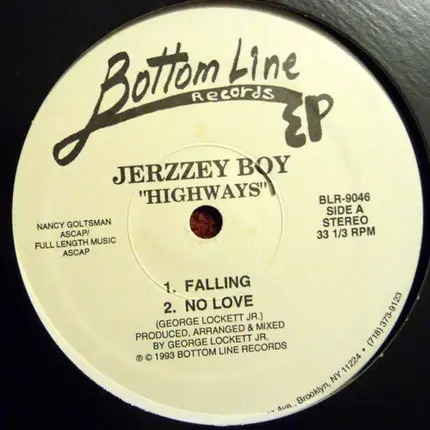 Bottom Line
Records
EP
JERZZEY BOY
"HIGHWAYS"
NANCY GOLTSMAN
ASCAP/
FULL LENGTH MUSIC
ASCAP
BLR-9046
SIDE A
STEREO
33 1/3 RPM
1. FALLING
2. NO LOVE
(GEORGE LOCKETT JR.)
PRODUCED, ARRANGED & MIXED
BY GEORGE LOCKETT JR.
℗ © 1993 BOTTOM LINE RECORDS
Ave., Brooklyn, NY 11224 • (718) 373-9123